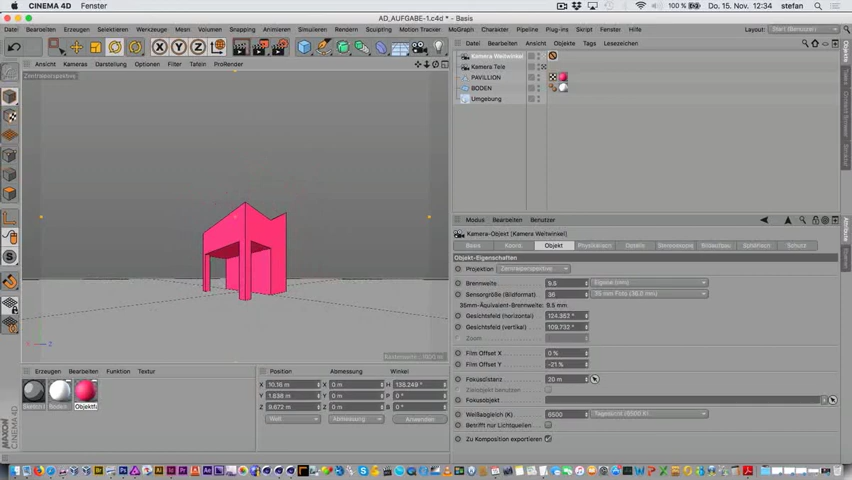 CINEMA 4D Fenster 100 % Do. 15. Nov. 12:34 stefan
AD_AUFGABE-1.c4d * - Basis
Datei Bearbeiten Erzeugen Selektieren Werkzeuge Mesh Volumen Snapping Animieren Simulieren Rendern Sculpting Motion Tracker MoGraph Charakter Pipeline Plugins Skript Fenster Hilfe Layout: Start (Benutzer)
Datei Bearbeiten Ansicht Objekte Tags Lesezeichen
Ansicht Kameras Darstellung Optionen Filter Tafeln ProRender
Zentralperspektive
Kamera Weitwinkel
Kamera Tele
PAVILLION
BODEN
Umgebung
Modus Bearbeiten Benutzer
Kamera-Objekt [Kamera Weitwinkel]
Basis Koord. Objekt Physikalisch Details Stereoskopie Bildaufbau Sphärisch Schutz
Objekt-Eigenschaften
Projektion Zentralperspektive
Brennweite 9.5 Eigene (mm)
Sensorgröße (Bildformat) 36 35 mm Foto (36.0 mm)
35mm-Äquivalent-Brennweite: 9.5 mm
Gesichtsfeld (horizontal) 124.353 °
Gesichtsfeld (vertikal) 109.732 °
Zoom
Film Offset X 0 %
Film Offset Y -21 %
Fokusdistanz 20 m
Zielobjekt benutzen
Fokusobjekt
Weißabgleich (K) 6500 Tageslicht (6500 K)
Betrifft nur Lichtquellen
Zu Komposition exportieren
Erstellen Bearbeiten Funktion Textur
Boden Objektfa
Position Abmessung Winkel
X 10.16 m X 0 m H 138.249 °
Y 1.838 m Y 0 m P 0 °
Z 9.672 m Z 0 m B 0 °
Welt Abmessung Anwenden
MAXON CINEMA 4D